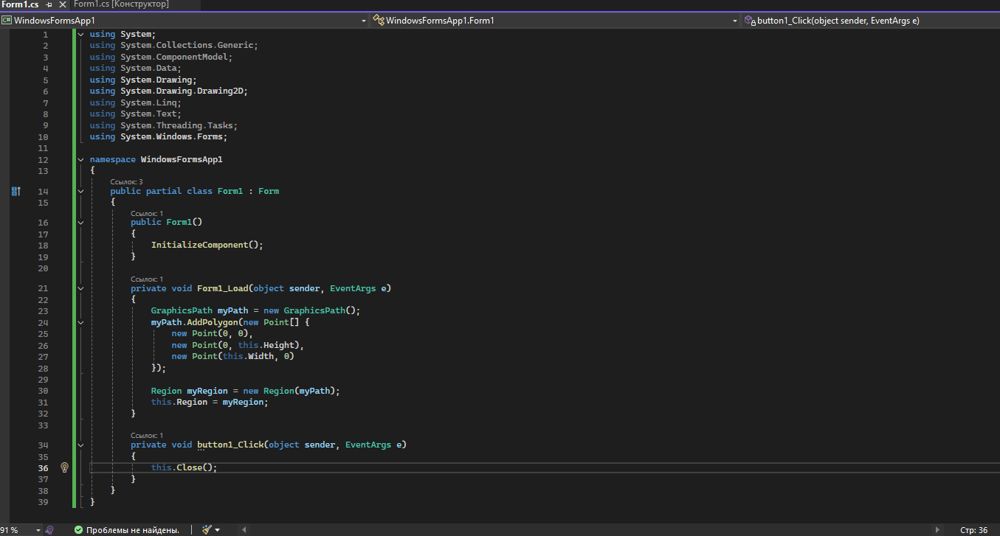 Form1.cs Form1.cs [Конструктор]
C# WindowsFormsApp1 WindowsFormsApp1.Form1 button1_Click(object sender, EventArgs e)
1 using System;
2 using System.Collections.Generic;
3 using System.ComponentModel;
4 using System.Data;
5 using System.Drawing;
6 using System.Drawing.Drawing2D;
7 using System.Linq;
8 using System.Text;
9 using System.Threading.Tasks;
10 using System.Windows.Forms;
11
12 namespace WindowsFormsApp1
13 {
Ссылок: 3
14 public partial class Form1 : Form
15 {
Ссылок: 1
16 public Form1()
17 {
18 InitializeComponent();
19 }
20
Ссылок: 1
21 private void Form1_Load(object sender, EventArgs e)
22 {
23 GraphicsPath myPath = new GraphicsPath();
24 myPath.AddPolygon(new Point[] {
25 new Point(0, 0),
26 new Point(0, this.Height),
27 new Point(this.Width, 0)
28 });
29
30 Region myRegion = new Region(myPath);
31 this.Region = myRegion;
32 }
33
Ссылок: 1
34 private void button1_Click(object sender, EventArgs e)
35 {
36 this.Close();
37 }
38 }
39 }
91 % Проблемы не найдены. Стр: 36